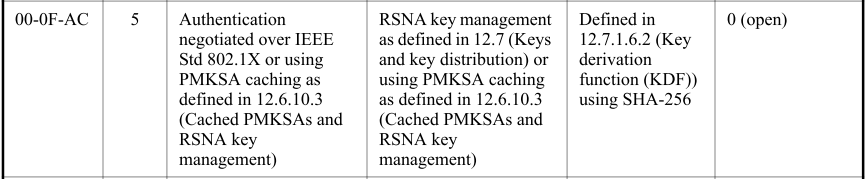 00-0F-AC
5
Authentication
negotiated over IEEE
Std 802.1X or using
PMKSA caching as
defined in 12.6.10.3
(Cached PMKSAs and
RSNA key
management)
RSNA key management
as defined in 12.7 (Keys
and key distribution) or
using PMKSA caching
as defined in 12.6.10.3
(Cached PMKSAs and
RSNA key
management)
Defined in
12.7.1.6.2 (Key
derivation
function (KDF))
using SHA-256
0 (open)